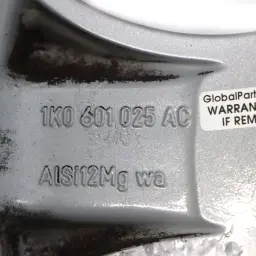 1K0 601 025 AC
AlSi12Mg wa
GlobalPart
WARRAN
IF REM